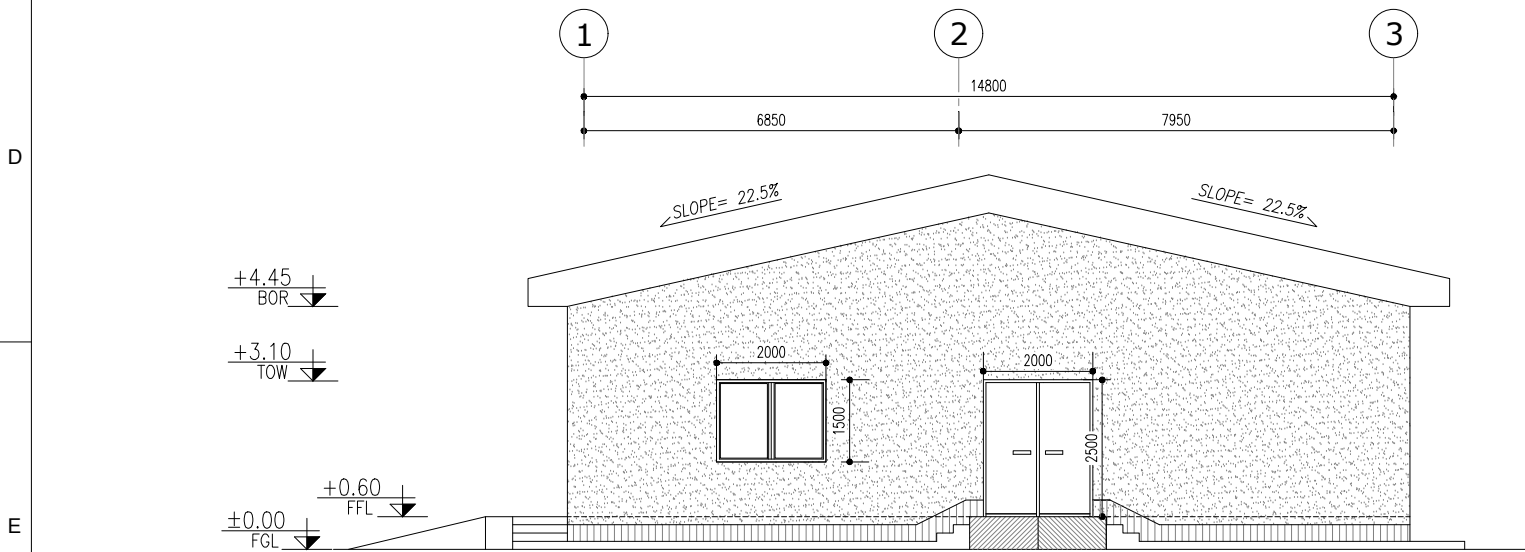 1 2 3
14800
6850 7950
D
SLOPE= 22.5% SLOPE= 22.5%
+4.45
BOR
+3.10
TOW
2000 2000
1500
2500
+0.60
FFL
±0.00
FGL
E